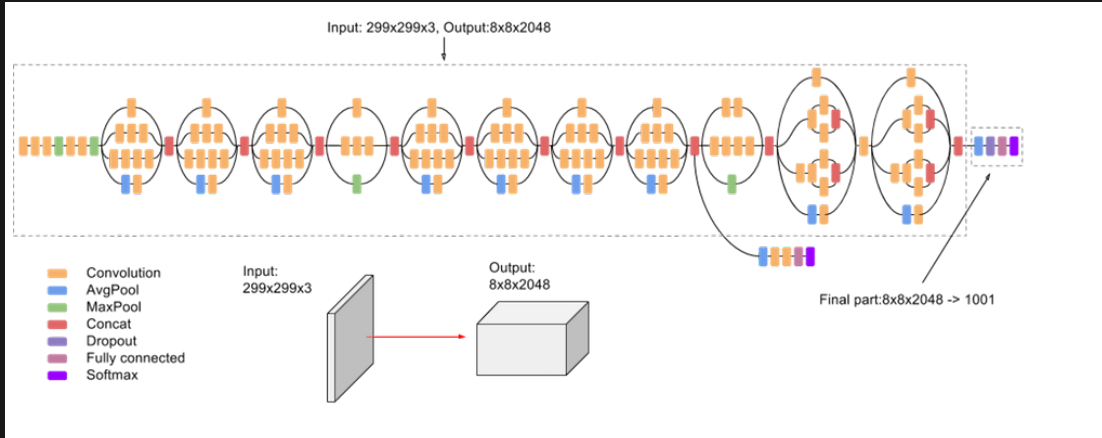 Input: 299x299x3, Output:8x8x2048
Convolution
AvgPool
MaxPool
Concat
Dropout
Fully connected
Softmax
Input:
299x299x3
Output:
8x8x2048
Final part:8x8x2048 -> 1001